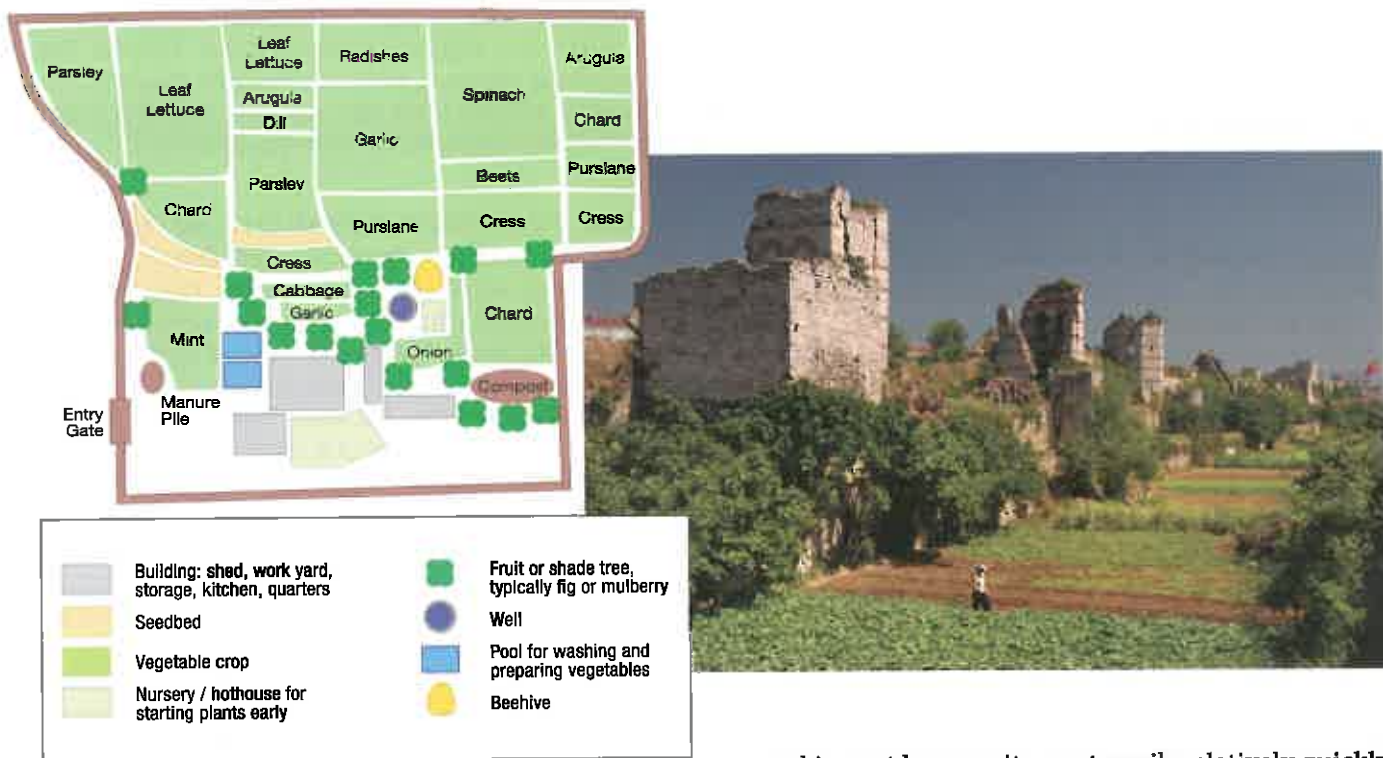 Parsley
Leaf
Lettuce
Leaf
Lettuce
Radishes
Spinach
Arugula
Arugula
Dill
Garlic
Chard
Parsley
Beets
Purslane
Chard
Purslane
Cress
Cress
Cress
Cabbage
Garlic
Chard
Mint
Onion
Compost
Manure
Pile
Entry
Gate
Building: shed, work yard,
storage, kitchen, quarters
Seedbed
Vegetable crop
Nursery / hothouse for
starting plants early
Fruit or shade tree,
typically fig or mulberry
Well
Pool for washing and
preparing vegetables
Beehive
relatively quickly